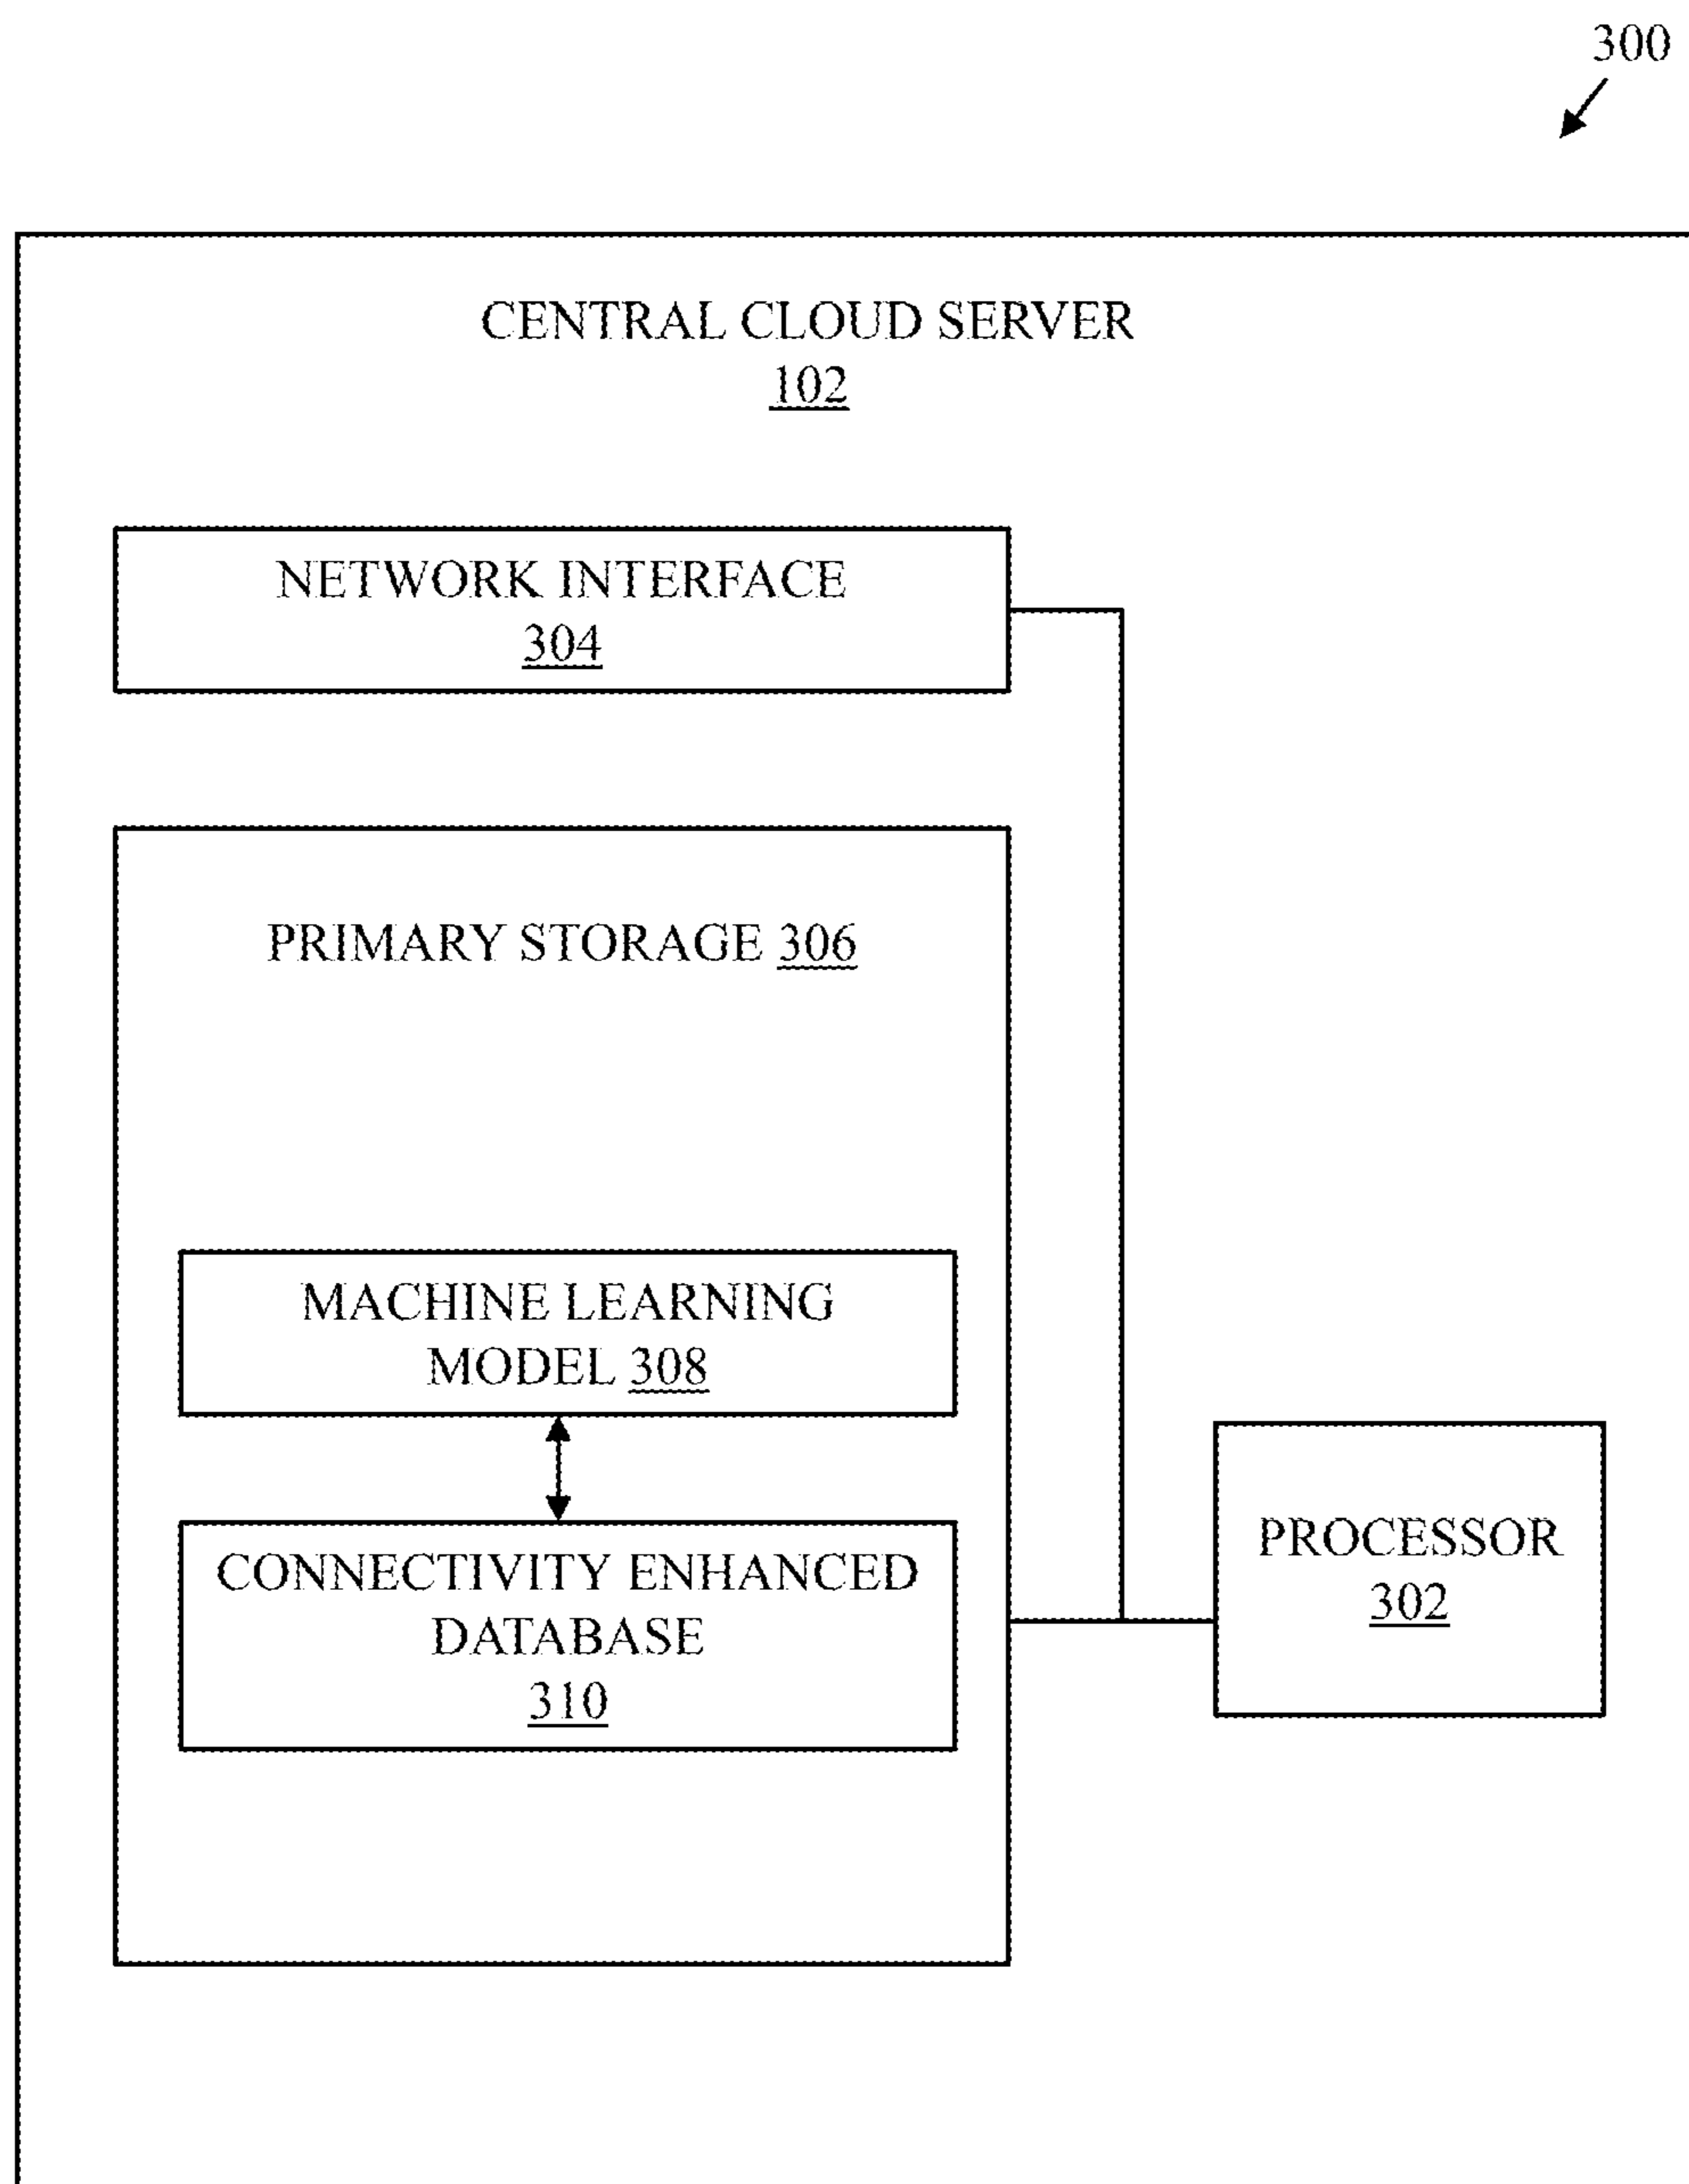 300
CENTRAL CLOUD SERVER
102
NETWORK INTERFACE
304
PRIMARY STORAGE 306
MACHINE LEARNING
MODEL 308
CONNECTIVITY ENHANCED
DATABASE
310
PROCESSOR
302